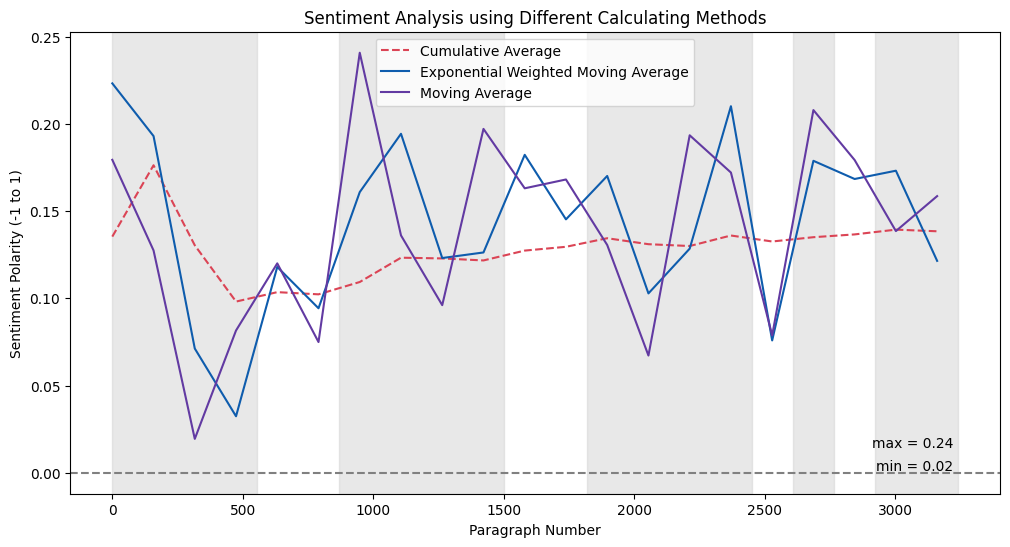 Sentiment Analysis using Different Calculating Methods
Cumulative Average
Exponential Weighted Moving Average
Moving Average
Sentiment Polarity (-1 to 1)
0.25
0.20
0.15
0.10
0.05
0.00
max = 0.24
min = 0.02
0 500 1000 1500 2000 2500 3000
Paragraph Number